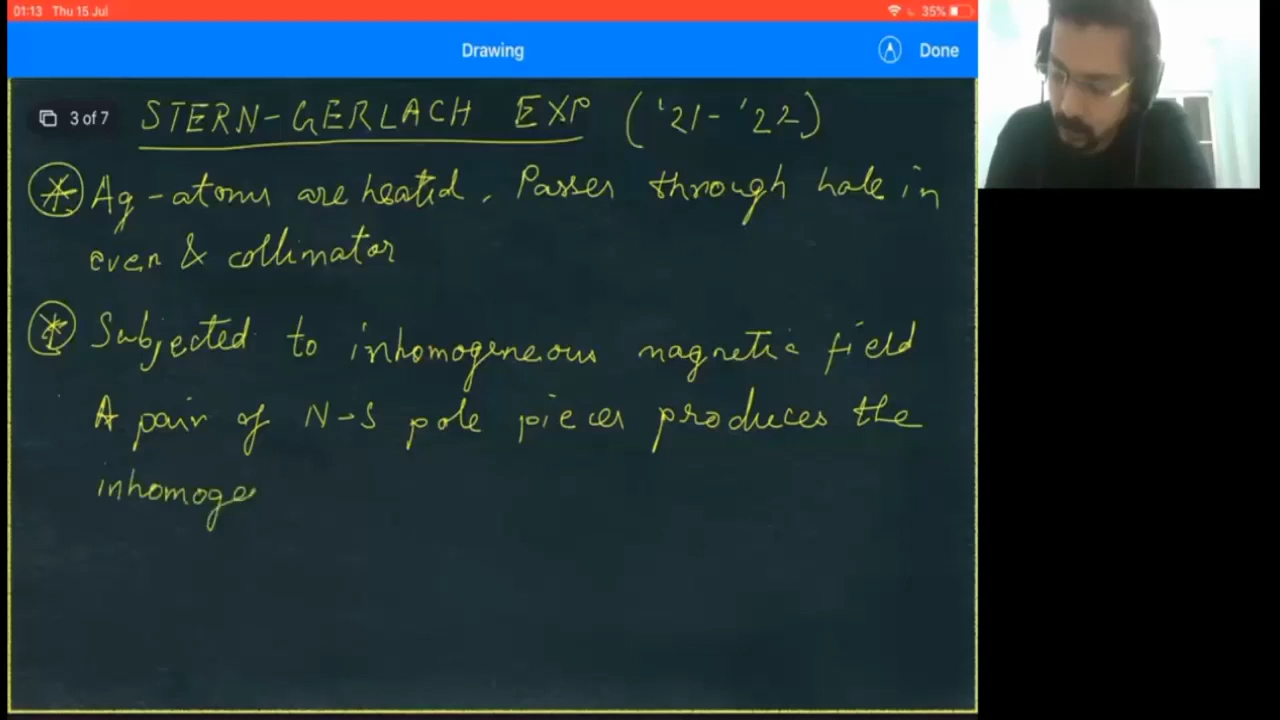 01:13 Thu 15 Jul
35%
Drawing
Done
3 of 7
STERN-GERLACH EXP ('21-'22)
Ag-atoms are heated. Passes through hole in
oven & collimator
Subjected to inhomogeneous magnetic field
A pair of N-S pole pieces produces the
inhomoge